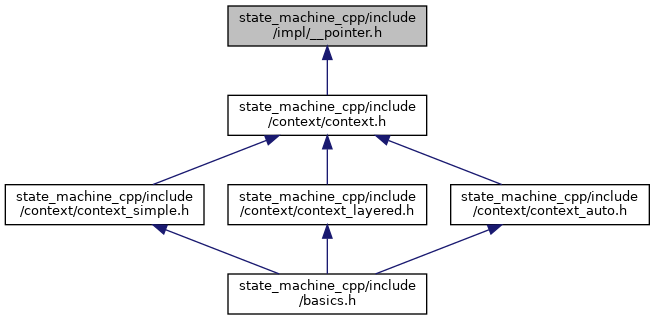 state_machine_cpp/include
/impl/__pointer.h
state_machine_cpp/include
/context/context.h
state_machine_cpp/include
/context/context_simple.h
state_machine_cpp/include
/context/context_layered.h
state_machine_cpp/include
/context/context_auto.h
state_machine_cpp/include
/basics.h